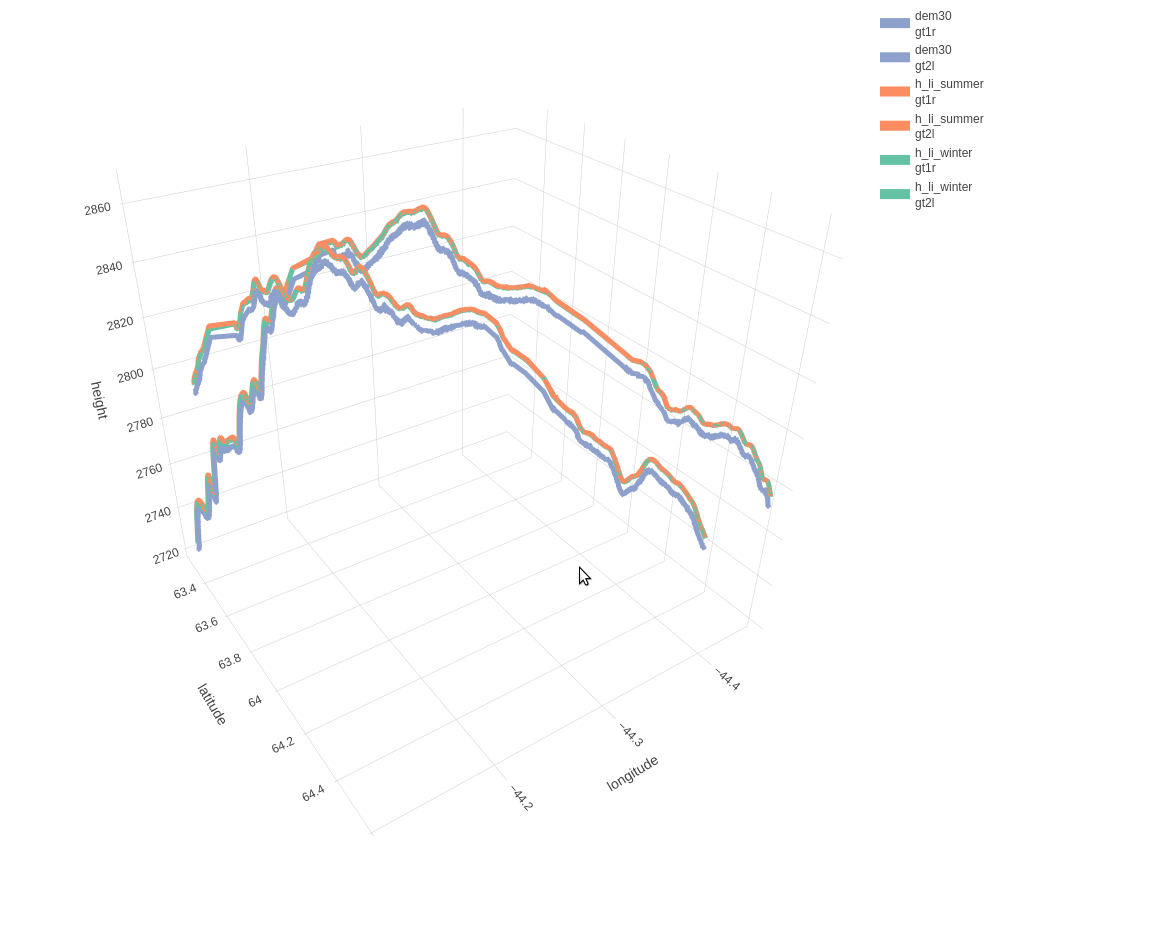 dem30
gt1r
dem30
gt2l
h_li_summer
gt1r
h_li_summer
gt2l
h_li_winter
gt1r
h_li_winter
gt2l
2860
2840
2820
2800
2780
2760
2740
2720
height
63.4
63.6
63.8
64
64.2
64.4
latitude
−44.4
−44.3
−44.2
longitude